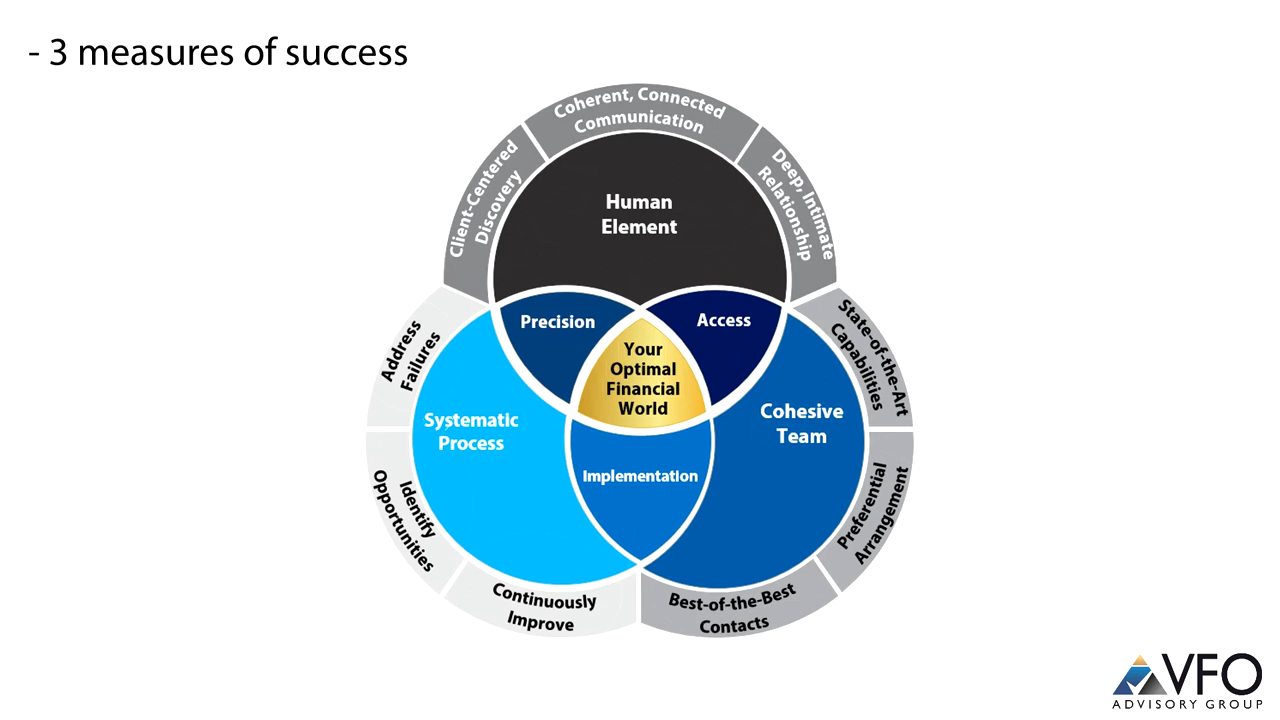 - 3 measures of success
Coherent, Connected
Communication
Client-Centered
Discovery
Deep, Intimate
Relationship
Human
Element
Precision
Access
Your
Optimal
Financial
World
Address
Failures
State-of-the-Art
Capabilities
Systematic
Process
Cohesive
Team
Implementation
Identify
Opportunities
Preferential
Arrangement
Continuously
Improve
Best-of-the-Best
Contacts
VFO
ADVISORY GROUP